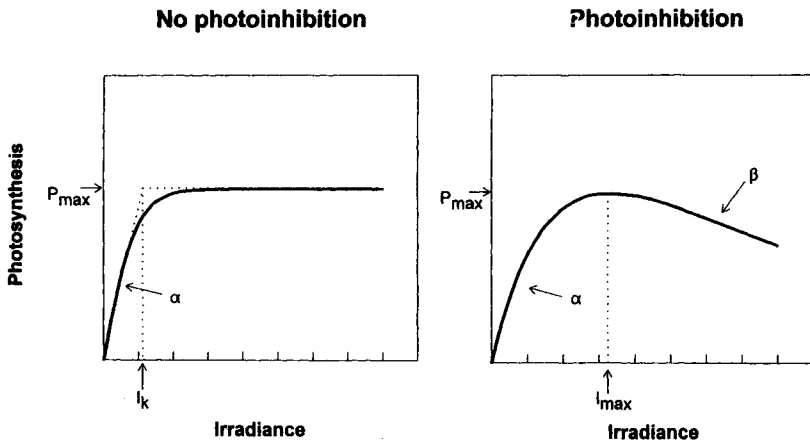 No photoinhibition
Photosynthesis
Pmax
α
Ik
Irradiance
Photoinhibition
Pmax
β
α
Imax
Irradiance